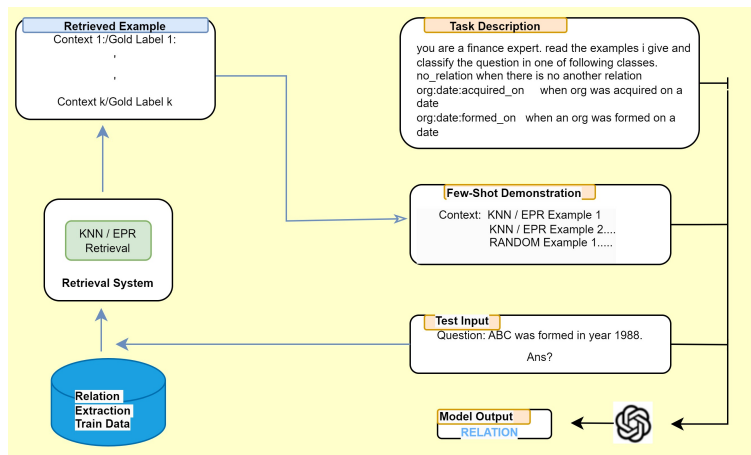 Retrieved Example
Context 1:/Gold Label 1:
,
,
Context k/Gold Label k
Task Description
you are a finance expert. read the examples i give and
classify the question in one of following classes.
no_relation when there is no another relation
org:date:acquired_on when org was acquired on a
date
org:date:formed_on when an org was formed on a
date
KNN / EPR
Retrieval
Retrieval System
Few-Shot Demonstration
Context: KNN / EPR Example 1
KNN / EPR Example 2....
RANDOM Example 1.....
Test Input
Question: ABC was formed in year 1988.
Ans?
Relation
Extraction
Train Data
Model Output
RELATION